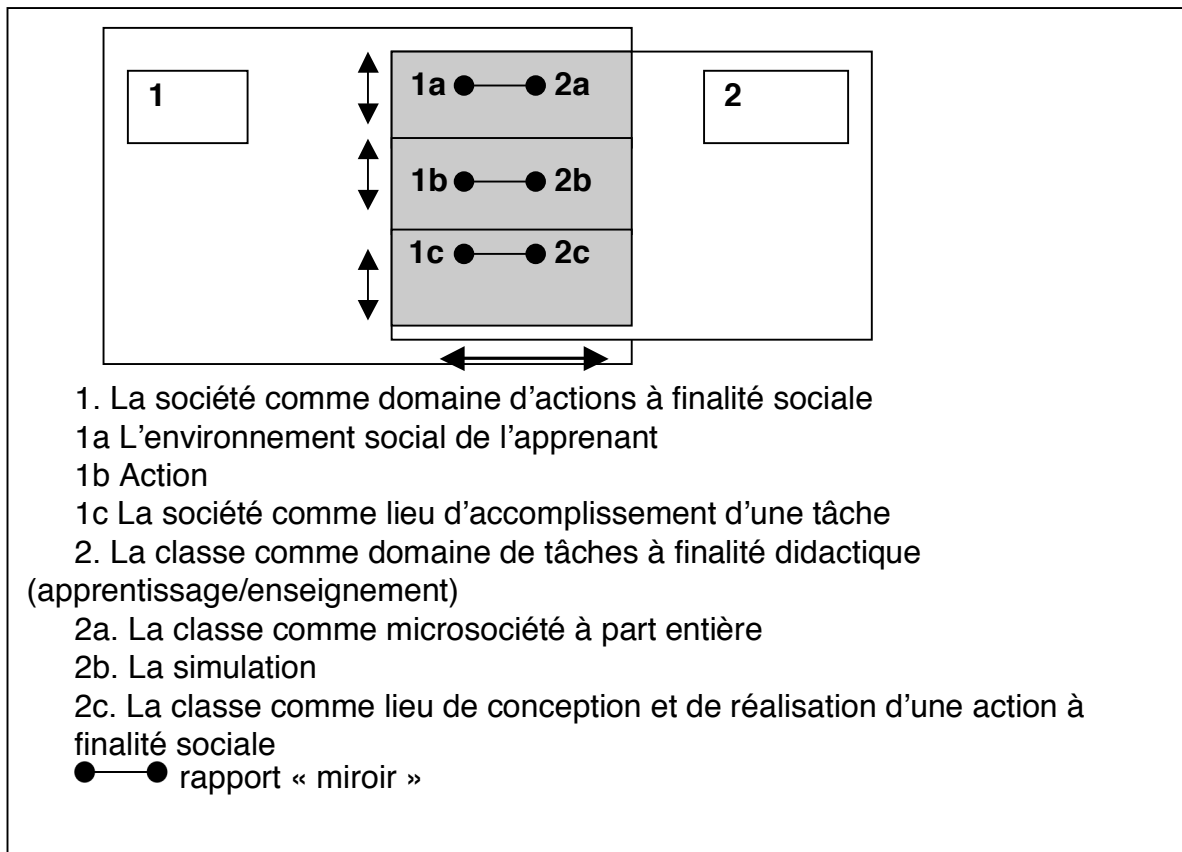 1
1a 2a
2
1b 2b
1c 2c
1. La société comme domaine d’actions à finalité sociale
1a L’environnement social de l’apprenant
1b Action
1c La société comme lieu d’accomplissement d’une tâche
2. La classe comme domaine de tâches à finalité didactique
(apprentissage/enseignement)
2a. La classe comme microsociété à part entière
2b. La simulation
2c. La classe comme lieu de conception et de réalisation d’une action à
finalité sociale
rapport « miroir »